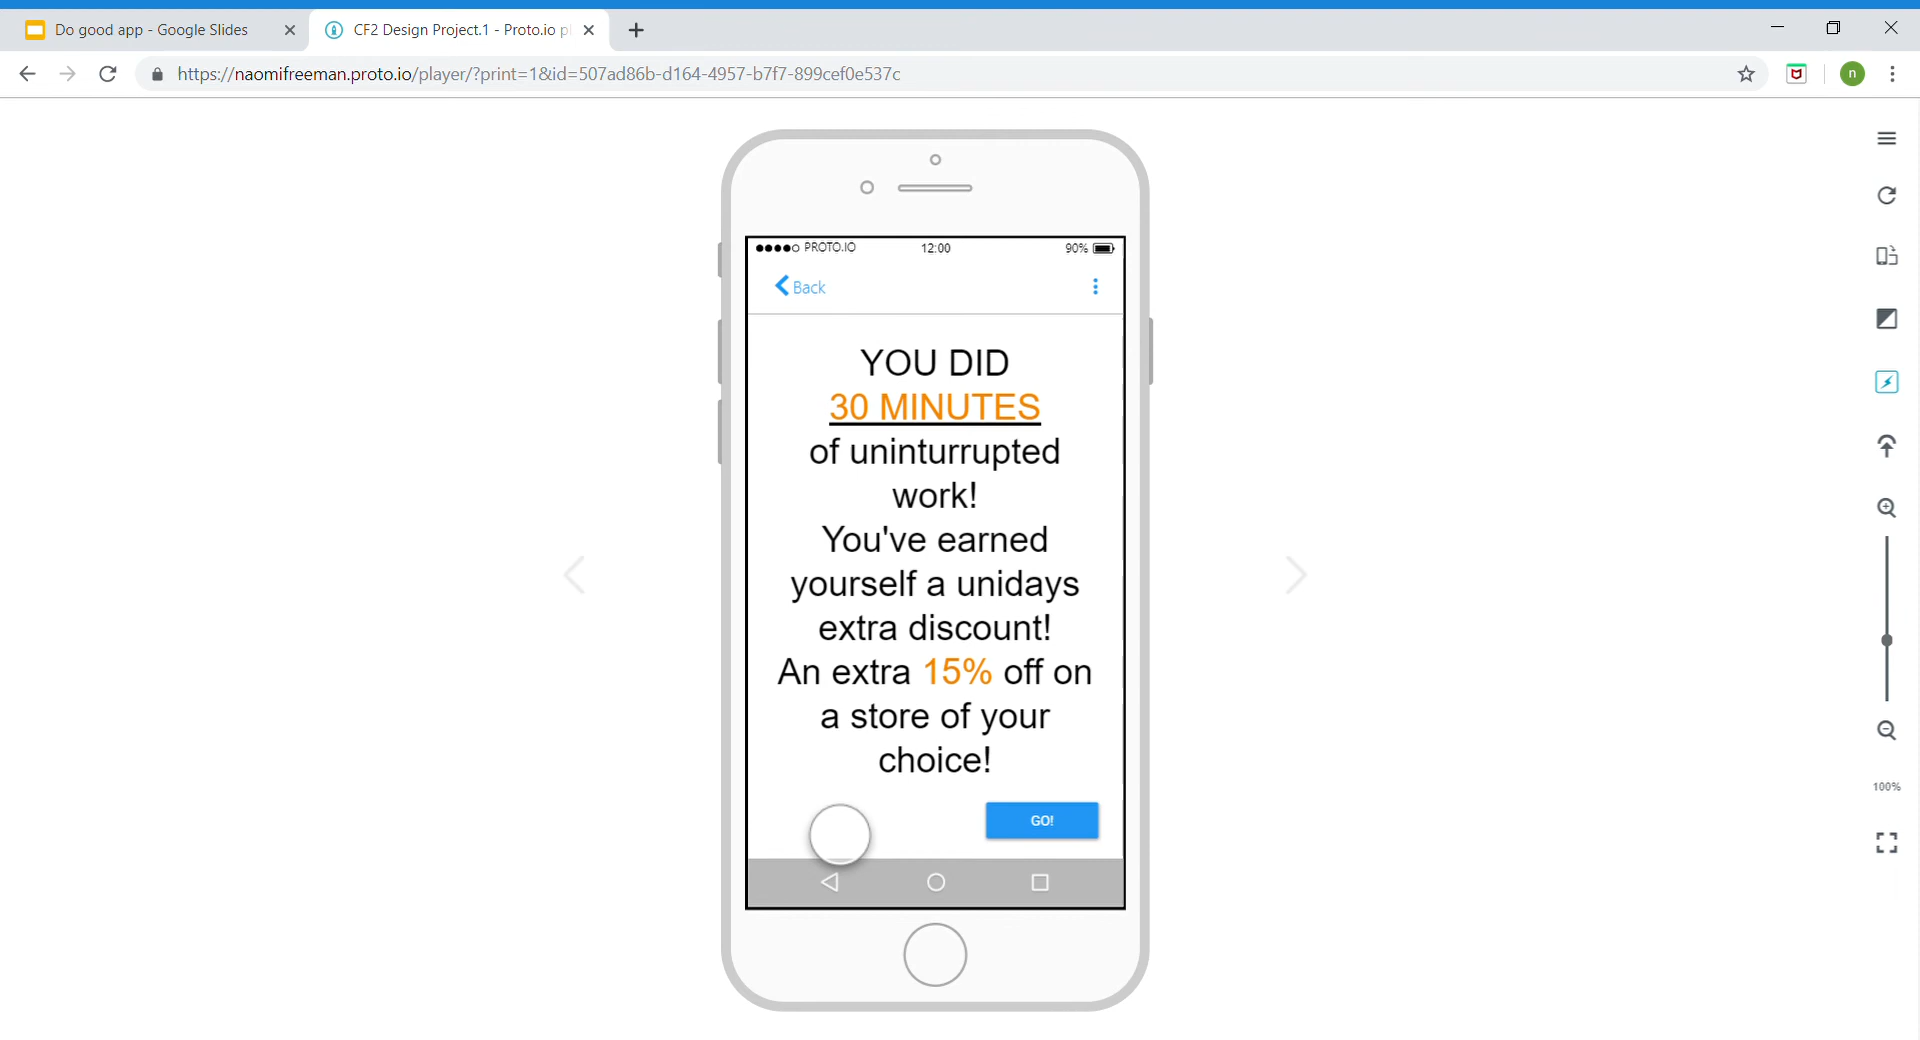 Do good app - Google Slides
CF2 Design Project.1 - Proto.io p
https://naomifreeman.proto.io/player/?print=1&id=507ad86b-d164-4957-b7f7-899cef0e537c
n
PROTO.IO 12:00 90%
Back
YOU DID
30 MINUTES
of uninturrupted
work!
You've earned
yourself a unidays
extra discount!
An extra 15% off on
a store of your
choice!
GO!
100%